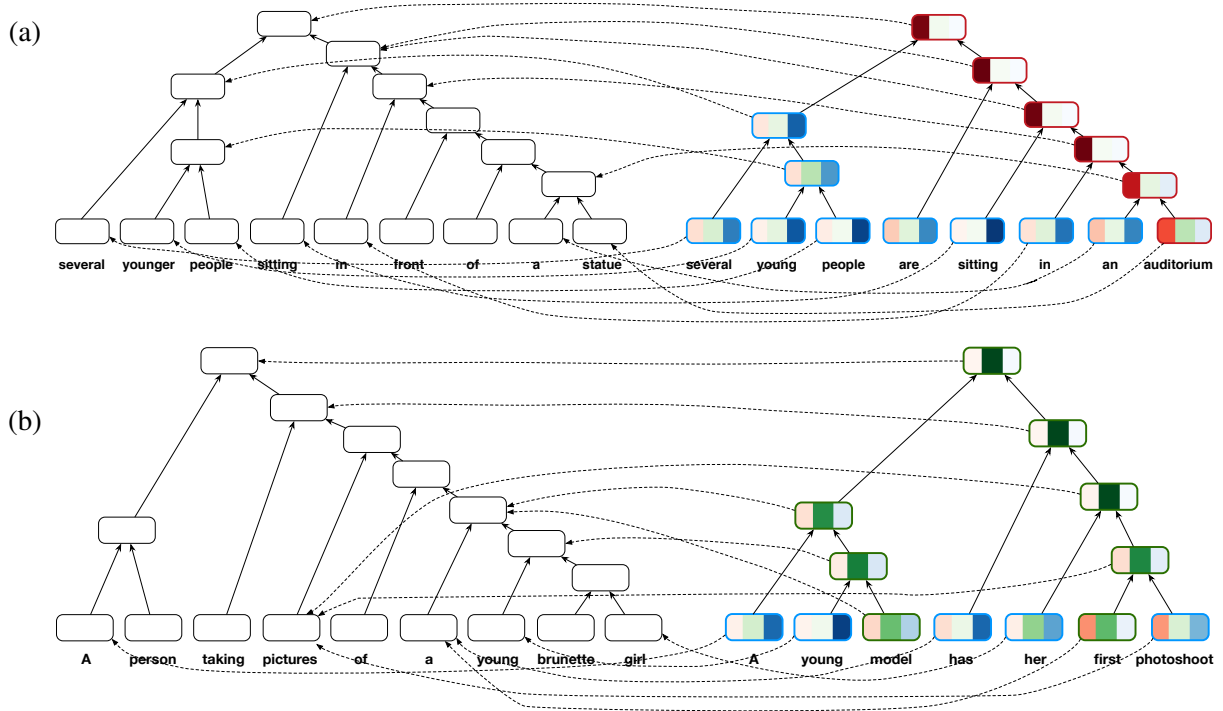 (a)
several younger people sitting in front of a statue several young people are sitting in an auditorium
(b)
A person taking pictures of a young brunette girl A young model has her first photoshoot